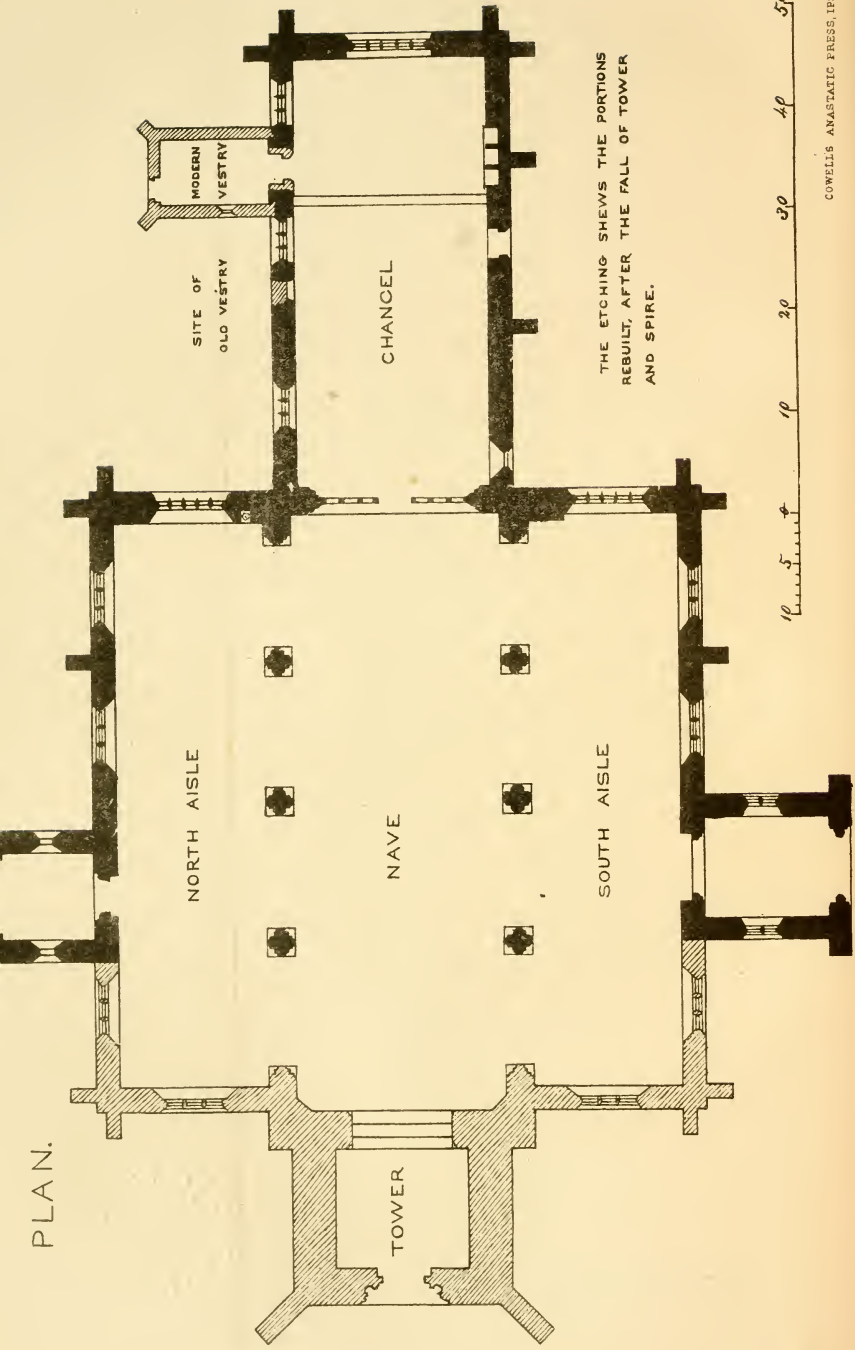 PLAN.
MODERN
VESTRY
SITE OF
OLD VESTRY
CHANCEL
THE ETCHING SHEWS THE PORTIONS
REBUILT, AFTER THE FALL OF TOWER
AND SPIRE.
NORTH AISLE
NAVE
SOUTH AISLE
TOWER
10 5 0 10 20 30 40
COWELL'S ANASTATIC PRESS,